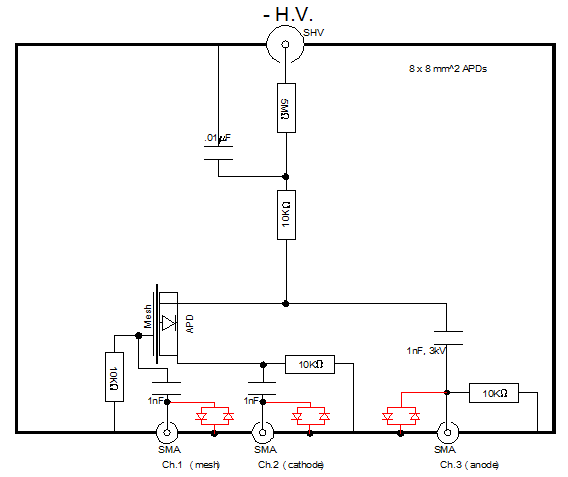 - H.V.
SHV
8 x 8 mm^2 APDs
5MΩ
.01µF
10KΩ
Mesh
APD
1nF, 3kV
10KΩ
10KΩ
10KΩ
1nF
1nF
SMA
SMA
SMA
Ch.1 (mesh)
Ch.2 (cathode)
Ch.3 (anode)